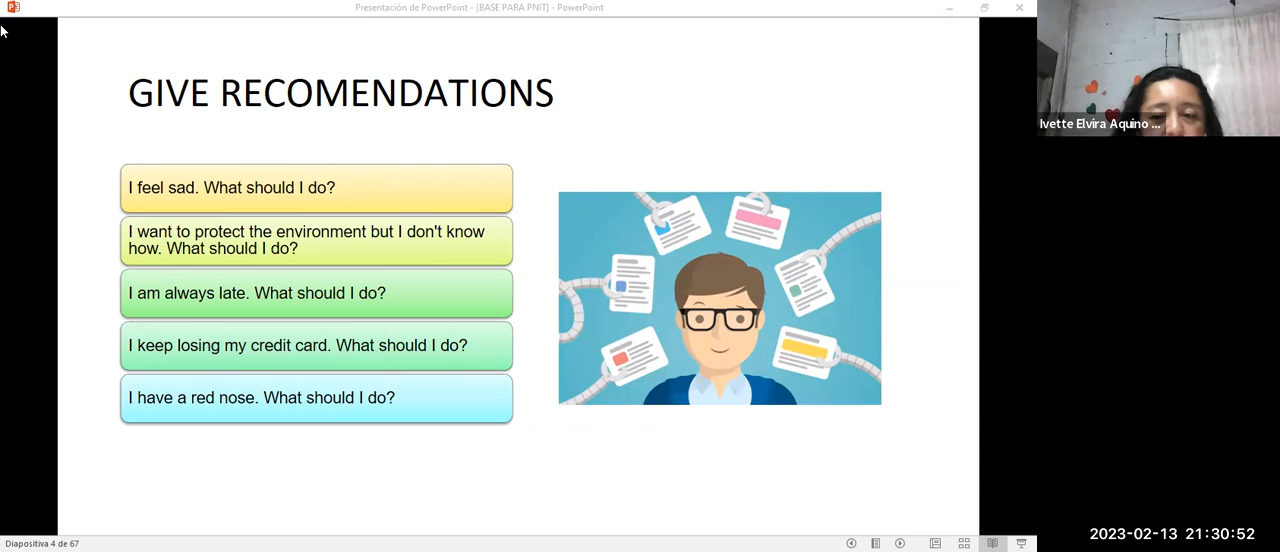 Presentación de PowerPoint - [BASE PARA PNIT] - PowerPoint
GIVE RECOMENDATIONS
I feel sad. What should I do?
I want to protect the environment but I don't know
how. What should I do?
I am always late. What should I do?
I keep losing my credit card. What should I do?
I have a red nose. What should I do?
Ivette Elvira Aquino ...
Diapositiva 4 de 67
2023-02-13 21:30:52